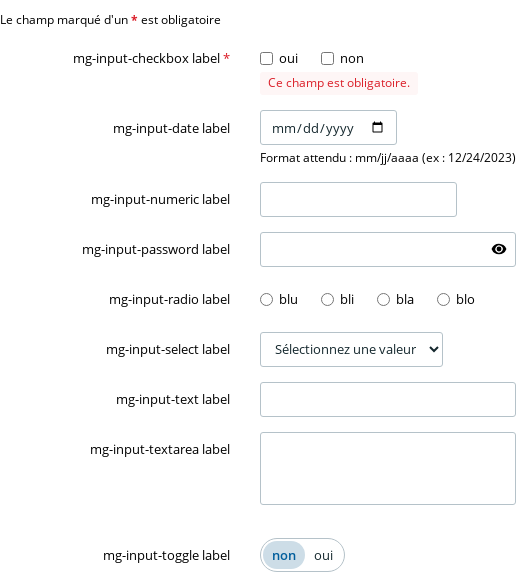 Le champ marqué d'un * est obligatoire
mg-input-checkbox label * oui non
Ce champ est obligatoire.
mg-input-date label mm/dd/yyyy
Format attendu : mm/jj/aaaa (ex : 12/24/2023)
mg-input-numeric label
mg-input-password label
mg-input-radio label blu bli bla blo
mg-input-select label Sélectionnez une valeur
mg-input-text label
mg-input-textarea label
mg-input-toggle label non oui